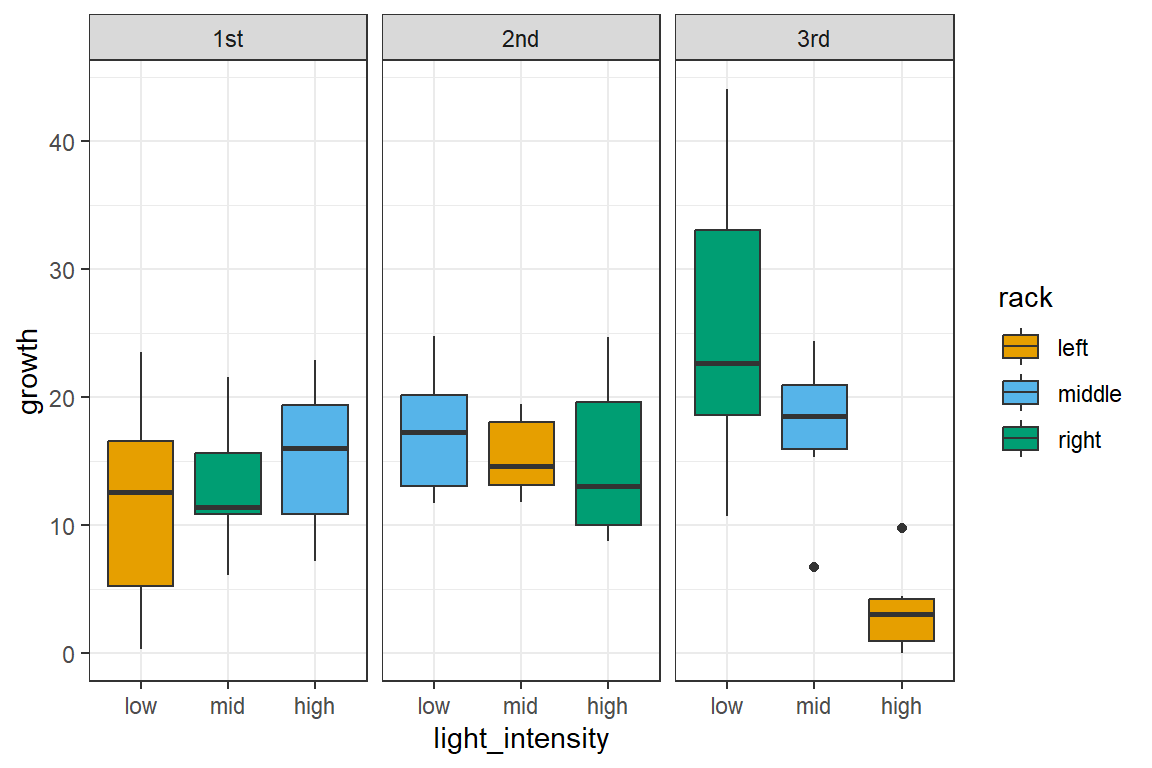 1st
2nd
3rd
40
30
20
10
0
growth
low mid high
low mid high
low mid high
light_intensity
rack
left
middle
right